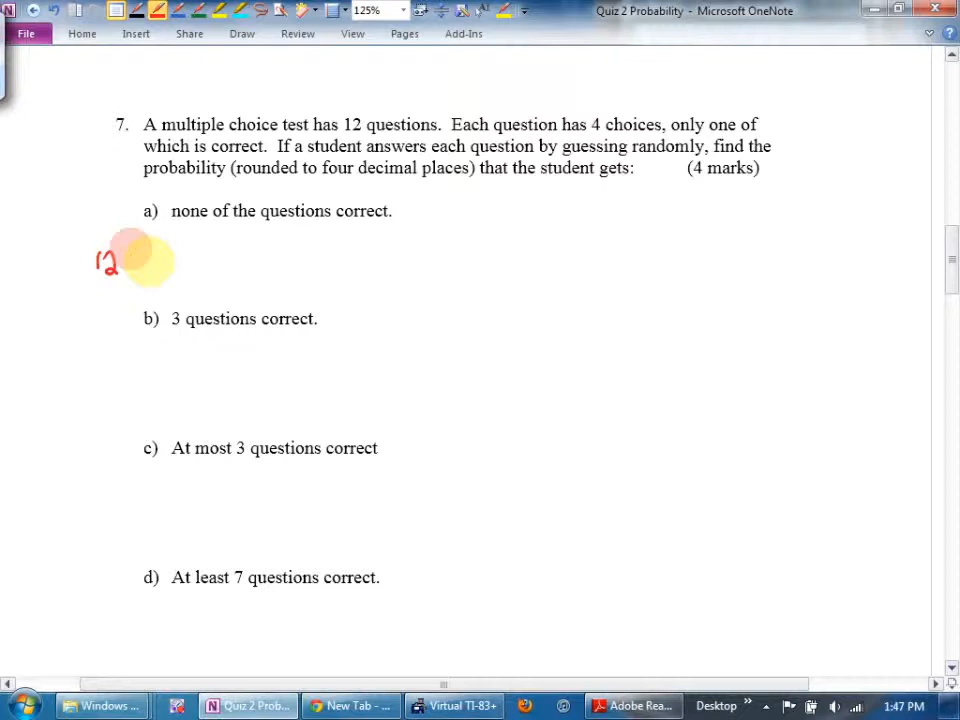 125%
Quiz 2 Probability - Microsoft OneNote
File Home Insert Share Draw Review View Pages Add-Ins
7. A multiple choice test has 12 questions. Each question has 4 choices, only one of
which is correct. If a student answers each question by guessing randomly, find the
probability (rounded to four decimal places) that the student gets: (4 marks)
a) none of the questions correct.
12
b) 3 questions correct.
c) At most 3 questions correct
d) At least 7 questions correct.
Windows ... Quiz 2 Prob... New Tab - ... Virtual TI-83+ Adobe Rea... Desktop » 1:47 PM